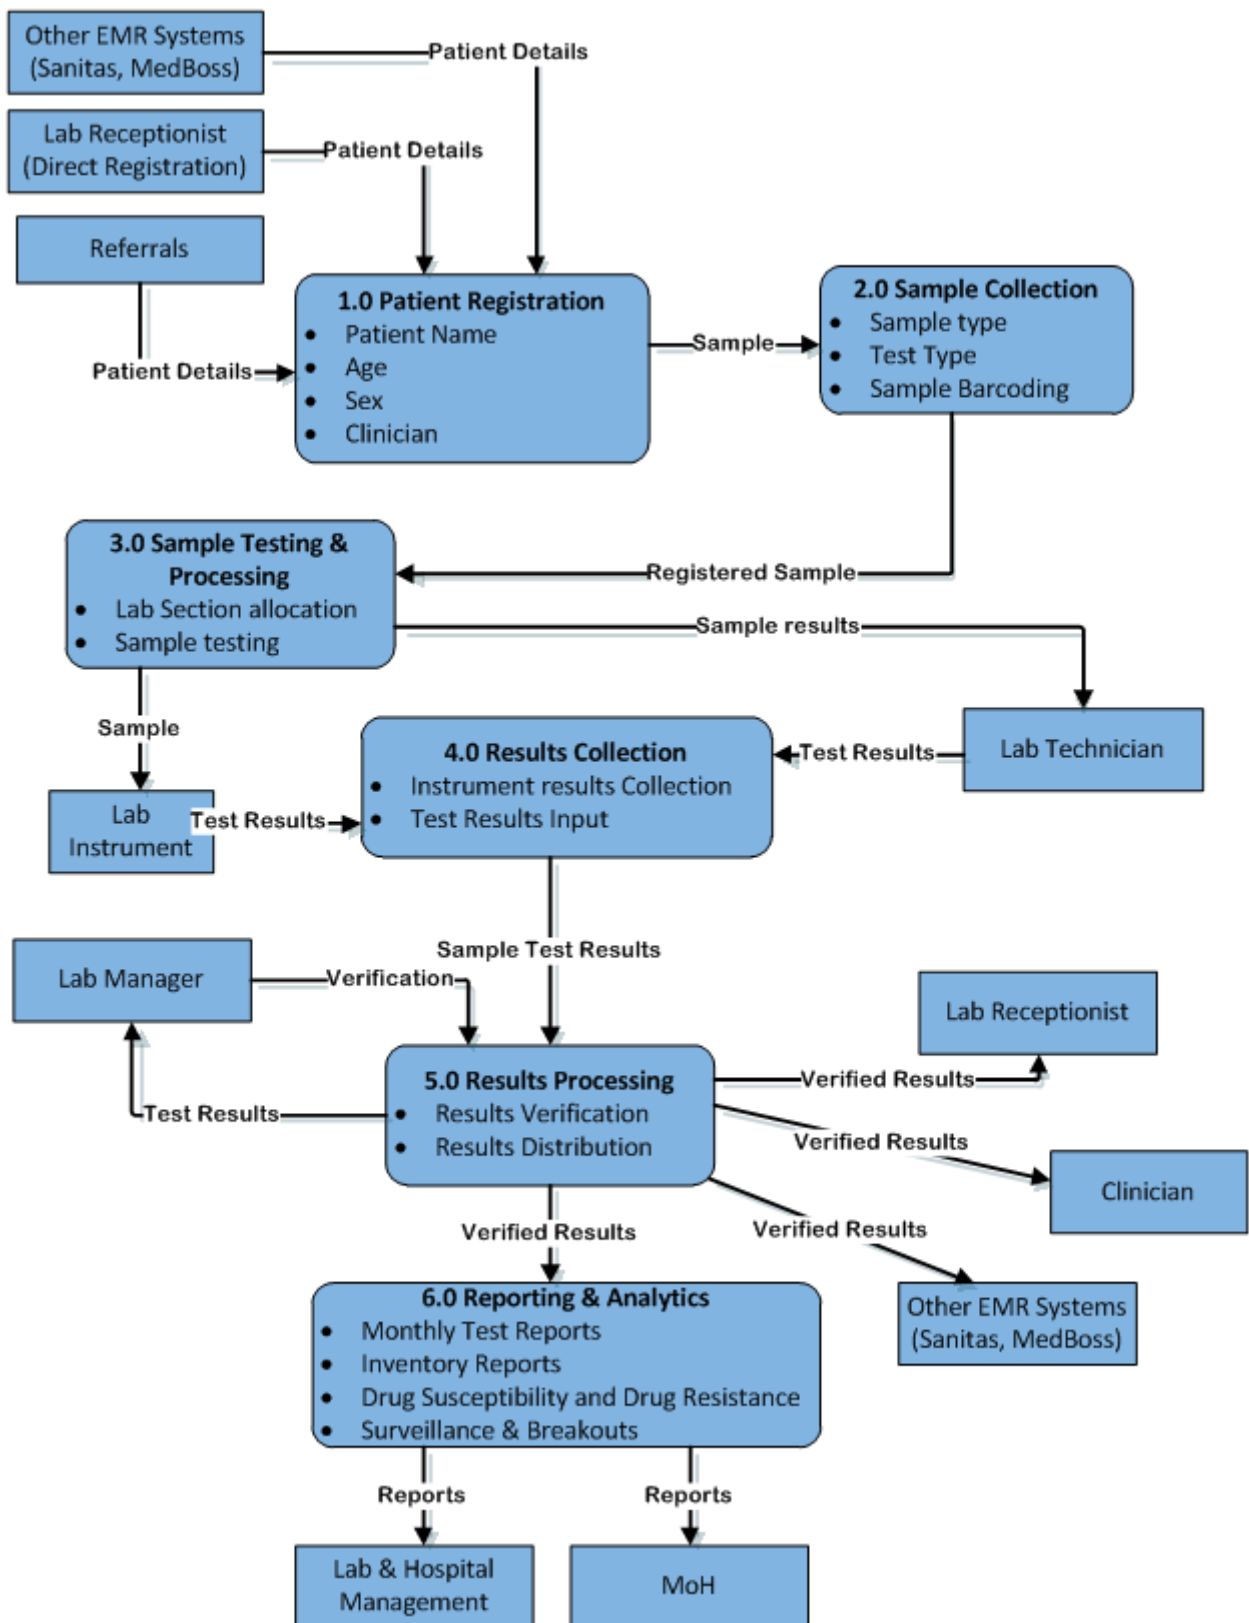 Other EMR Systems
(Sanitas, MedBoss)
Patient Details
Lab Receptionist
(Direct Registration)
Patient Details
Referrals
Patient Details
1.0 Patient Registration
• Patient Name
• Age
• Sex
• Clinician
Sample
2.0 Sample Collection
• Sample type
• Test Type
• Sample Barcoding
Registered Sample
3.0 Sample Testing &
Processing
• Lab Section allocation
• Sample testing
Sample results
Sample
Lab Technician
Test Results
4.0 Results Collection
• Instrument results Collection
• Test Results Input
Lab
Instrument
Test Results
Sample Test Results
Lab Manager
Verification
Test Results
5.0 Results Processing
• Results Verification
• Results Distribution
Lab Receptionist
Verified Results
Verified Results
Clinician
Verified Results
Other EMR Systems
(Sanitas, MedBoss)
Verified Results
6.0 Reporting & Analytics
• Monthly Test Reports
• Inventory Reports
• Drug Susceptibility and Drug Resistance
• Surveillance & Breakouts
Reports
Reports
Lab & Hospital
Management
MoH